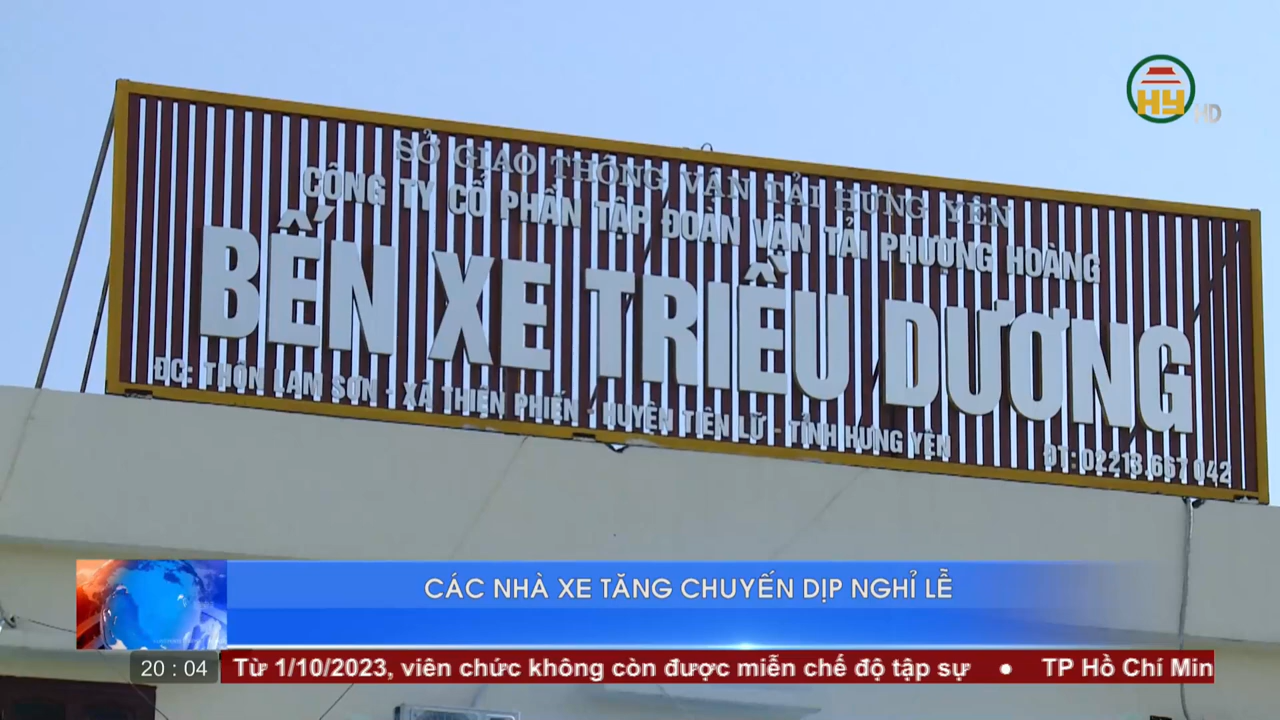 HY HD
SỞ GIAO THÔNG VẬN TẢI HƯNG YÊN
CÔNG TY CỔ PHẦN TẬP ĐOÀN VẬN TẢI PHƯỢNG HOÀNG
BẾN XE TRIỀU DƯƠNG
ĐC: THÔN LAM SƠN - XÃ THIỆN PHIẾN - HUYỆN TIÊN LỮ - TỈNH HƯNG YÊN
ĐT: 02213.667 042
CÁC NHÀ XE TĂNG CHUYẾN DỊP NGHỈ LỄ
20 : 04 Từ 1/10/2023, viên chức không còn được miễn chế độ tập sự ● TP Hồ Chí Min